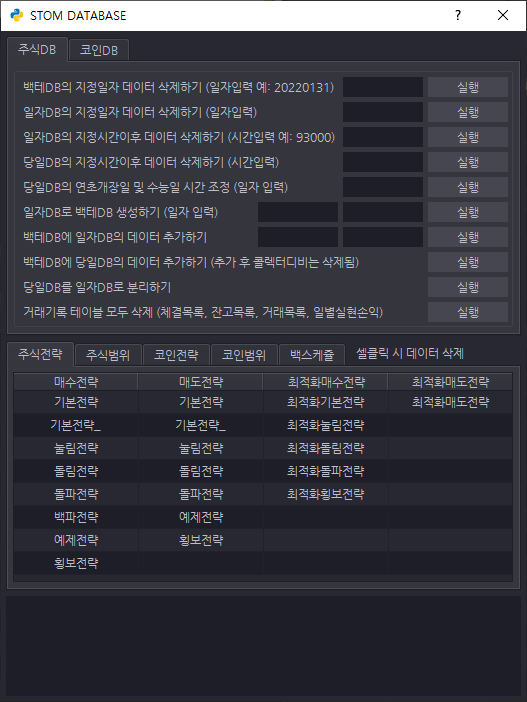 STOM DATABASE ?
주식DB 코인DB
백테DB의 지정일자 데이터 삭제하기 (일자입력 예: 20220131) 실행
일자DB의 지정일자 데이터 삭제하기 (일자입력) 실행
일자DB의 지정시간이후 데이터 삭제하기 (시간입력 예: 93000) 실행
당일DB의 지정시간이후 데이터 삭제하기 (시간입력) 실행
당일DB의 연초개장일 및 수능일 시간 조정 (일자 입력) 실행
일자DB로 백테DB 생성하기 (일자 입력) 실행
백테DB에 일자DB의 데이터 추가하기 실행
백테DB에 당일DB의 데이터 추가하기 (추가 후 콜렉터디비는 삭제됨) 실행
당일DB를 일자DB로 분리하기 실행
거래기록 테이블 모두 삭제 (체결목록, 잔고목록, 거래목록, 일별실현손익) 실행
주식전략 주식범위 코인전략 코인범위 백스케쥴 셀클릭 시 데이터 삭제
매수전략 매도전략 최적화매수전략 최적화매도전략
기본전략 기본전략 최적화기본전략 최적화매도전략
기본전략_ 기본전략_ 최적화눌림전략
눌림전략 눌림전략 최적화돌림전략
돌림전략 돌림전략 최적화돌파전략
돌파전략 돌파전략 최적화횡보전략
백파전략 예제전략
예제전략 횡보전략
횡보전략